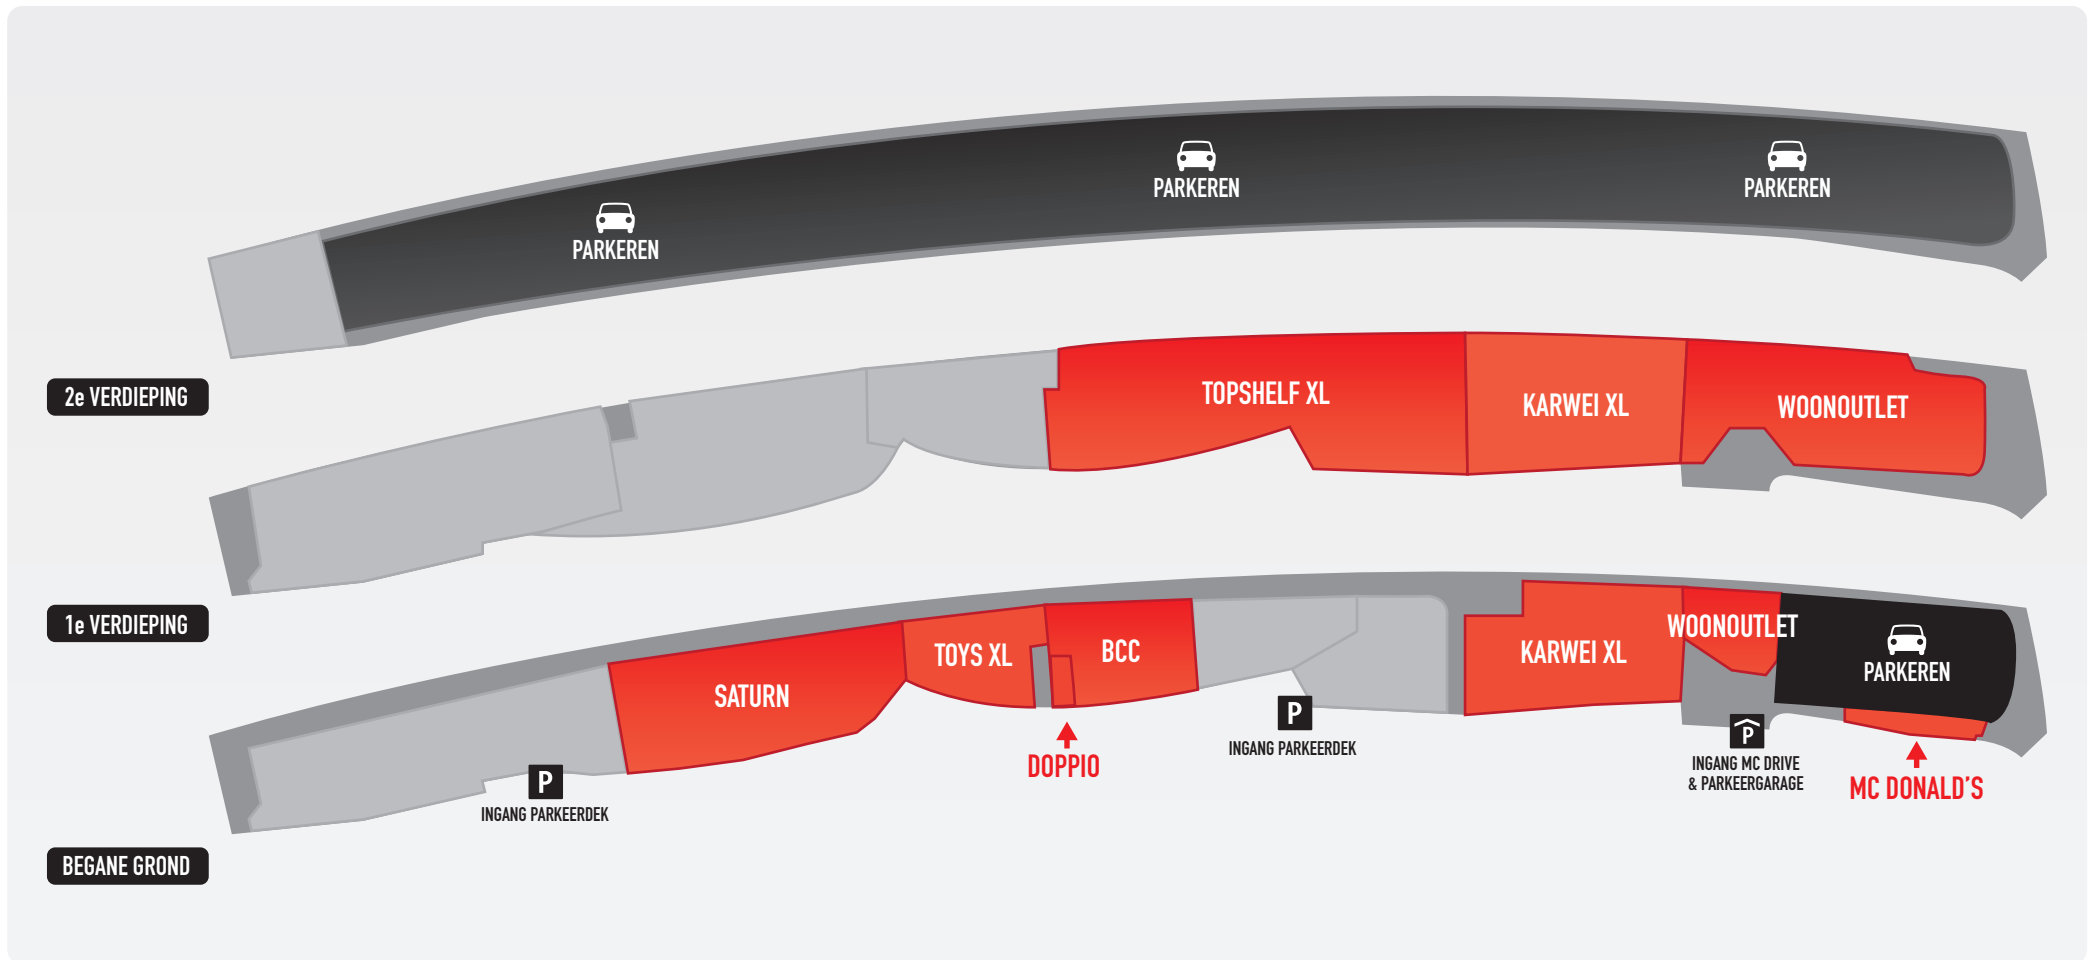 PARKEREN
PARKEREN
PARKEREN
2e VERDIEPING
TOPSHELF XL
KARWEI XL
WOONOUTLET
1e VERDIEPING
SATURN
TOYS XL
BCC
KARWEI XL
WOONOUTLET
PARKEREN
P
INGANG PARKEERDEK
DOPPIO
P
INGANG PARKEERDEK
P
INGANG MC DRIVE
& PARKEERGARAGE
MC DONALD'S
BEGANE GROND